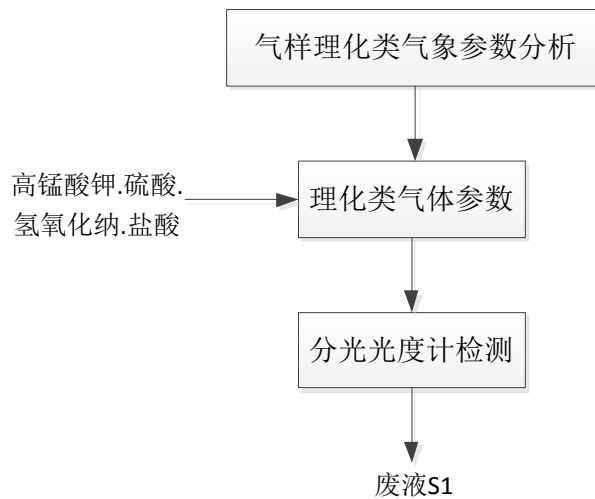 气样理化类气象参数分析
高锰酸钾.硫酸.
氢氧化纳.盐酸
理化类气体参数
分光光度计检测
废液S1